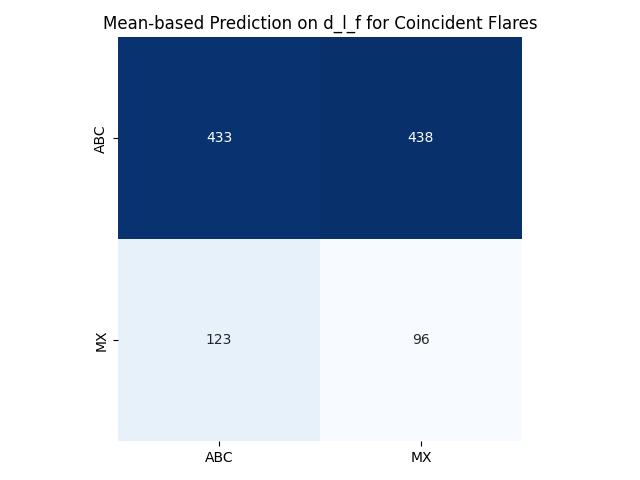 Mean-based Prediction on d_l_f for Coincident Flares
ABC
433
438
MX
123
96
ABC
MX